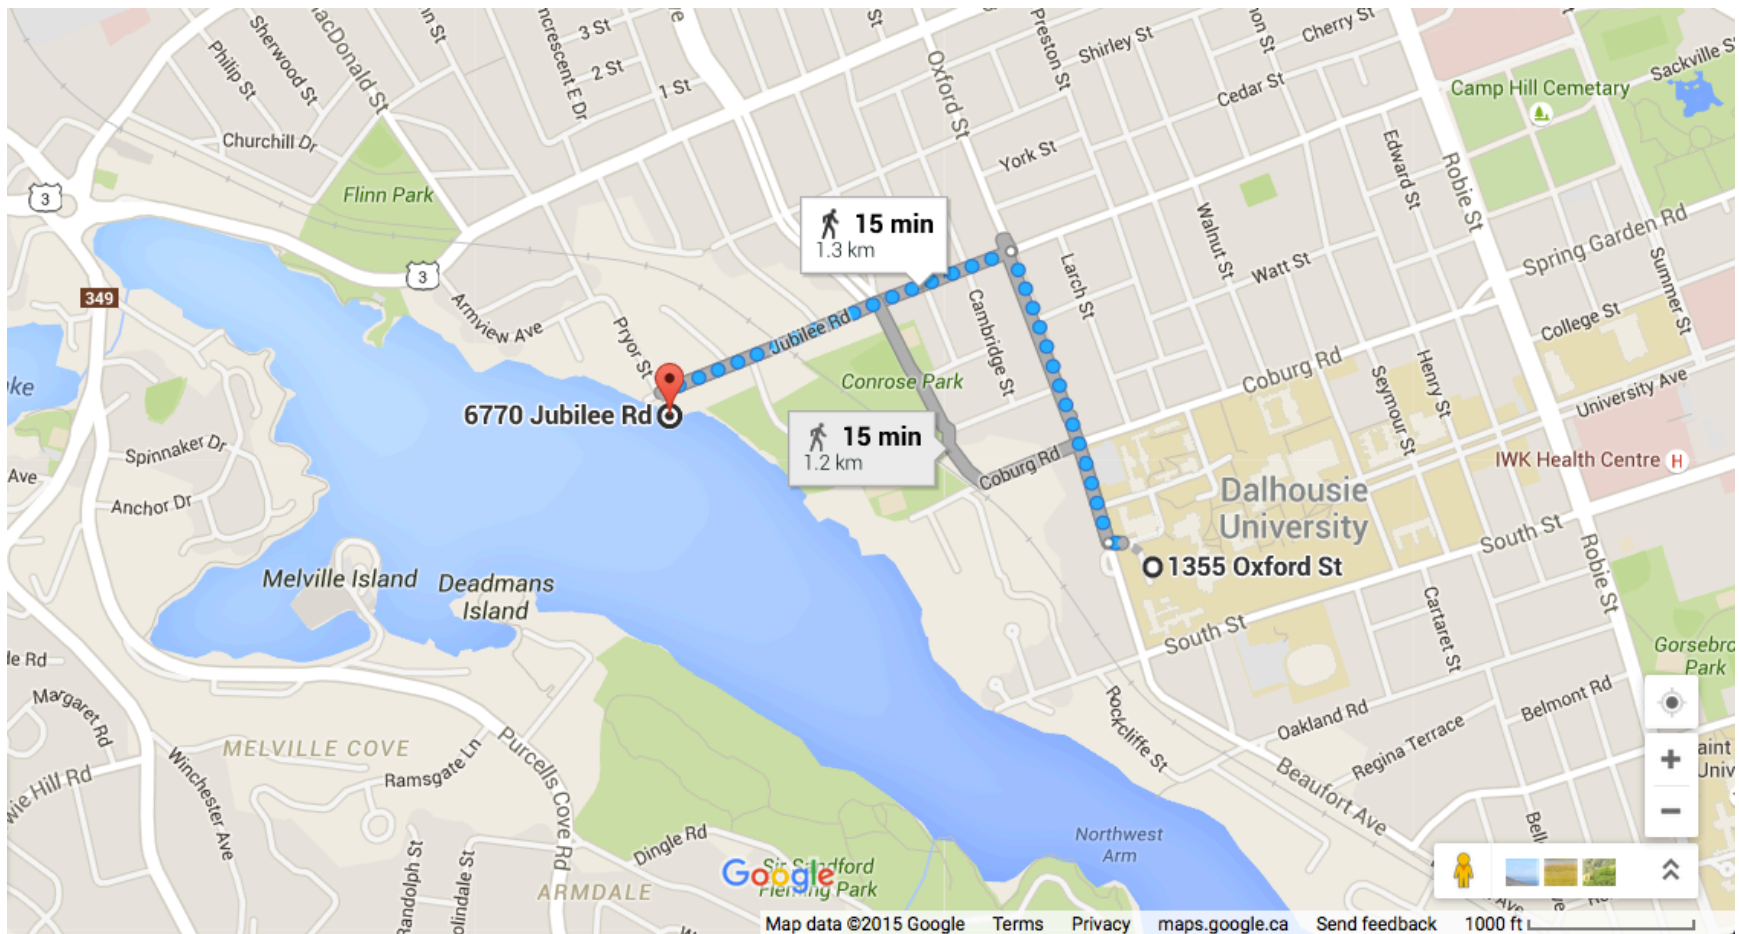 MacDonald St
Sherwood St
Philip St
3 St
2 St
1 St
Oxford St
Preston St
Shirley St
Cherry St
Cedar St
Camp Hill Cemetary
Sackville S
Churchill Dr
Flinn Park
3
3
349
York St
Edward St
Robie St
Walnut St
Watt St
Spring Garden Rd
Summer St
College St
15 min
1.3 km
Larch St
Cambridge St
Armview Ave
Pryor St
Jubilee Rd
Conrose Park
6770 Jubilee Rd
15 min
1.2 km
Coburg Rd
Coburg Rd
Henry St
Seymour St
University Ave
IWK Health Centre H
Dalhousie
University
South St
Robie St
1355 Oxford St
South St
Cartaret St
Spinnaker Dr
Ave
Anchor Dr
Melville Island
Deadmans
Island
Gorsebro
Park
de Rd
Margaret Rd
MELVILLE COVE
Ramsgate Ln
Purcells Cove Rd
Winchester Ave
wie Hill Rd
Rockcliffe St
Oakland Rd
Belmont Rd
Regina Terrace
Beaufort Ave
aint
Univ
Randolph St
olindale St
ARMDALE
Dingle Rd
Sir Sandford
Fleming Park
Google
Northwest
Arm
Map data ©2015 Google Terms Privacy maps.google.ca Send feedback 1000 ft